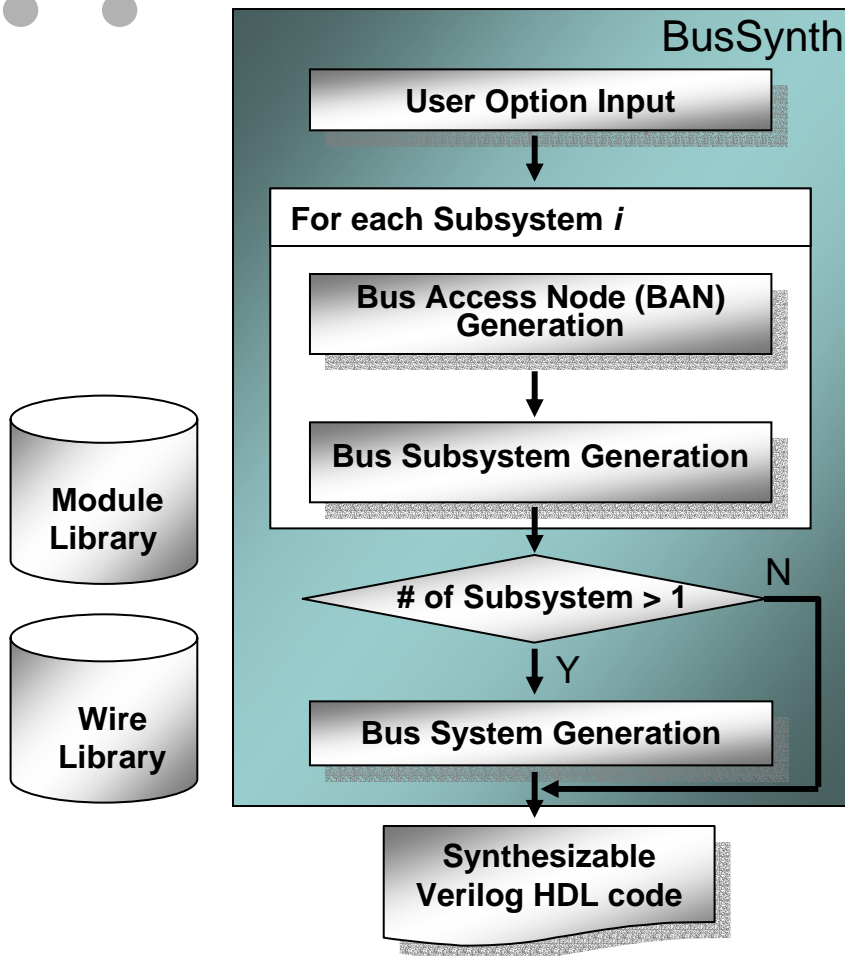 BusSynth
User Option Input
For each Subsystem i
Bus Access Node (BAN)
Generation
Bus Subsystem Generation
Module
Library
# of Subsystem > 1
N
Y
Wire
Library
Bus System Generation
Synthesizable
Verilog HDL code